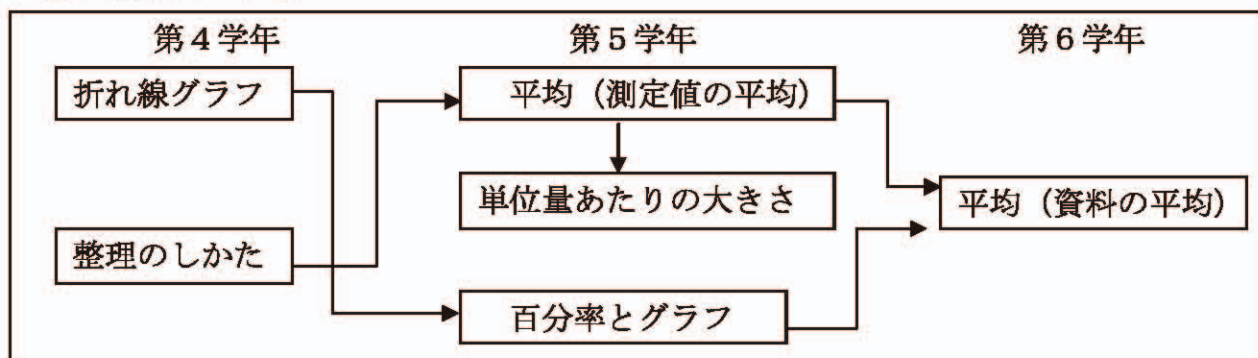 第4学年 第5学年 第6学年
折れ線グラフ 平均（測定値の平均）
単位量あたりの大きさ
平均（資料の平均）
整理のしかた
百分率とグラフ